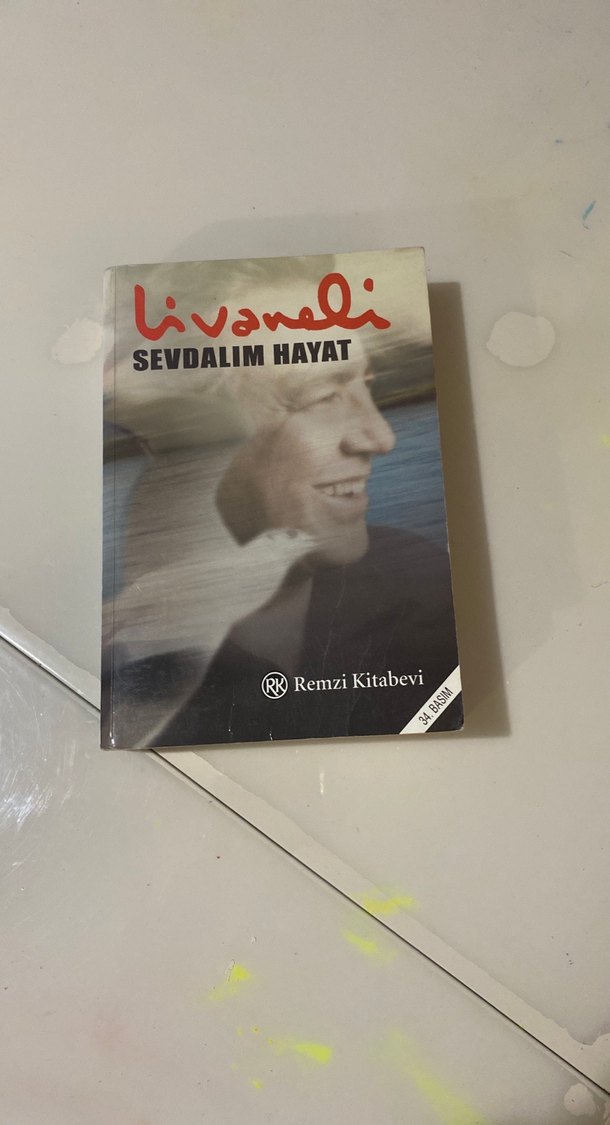 Livaneli
SEVDALIM HAYAT
RK Remzi Kitabevi
34. BASIM